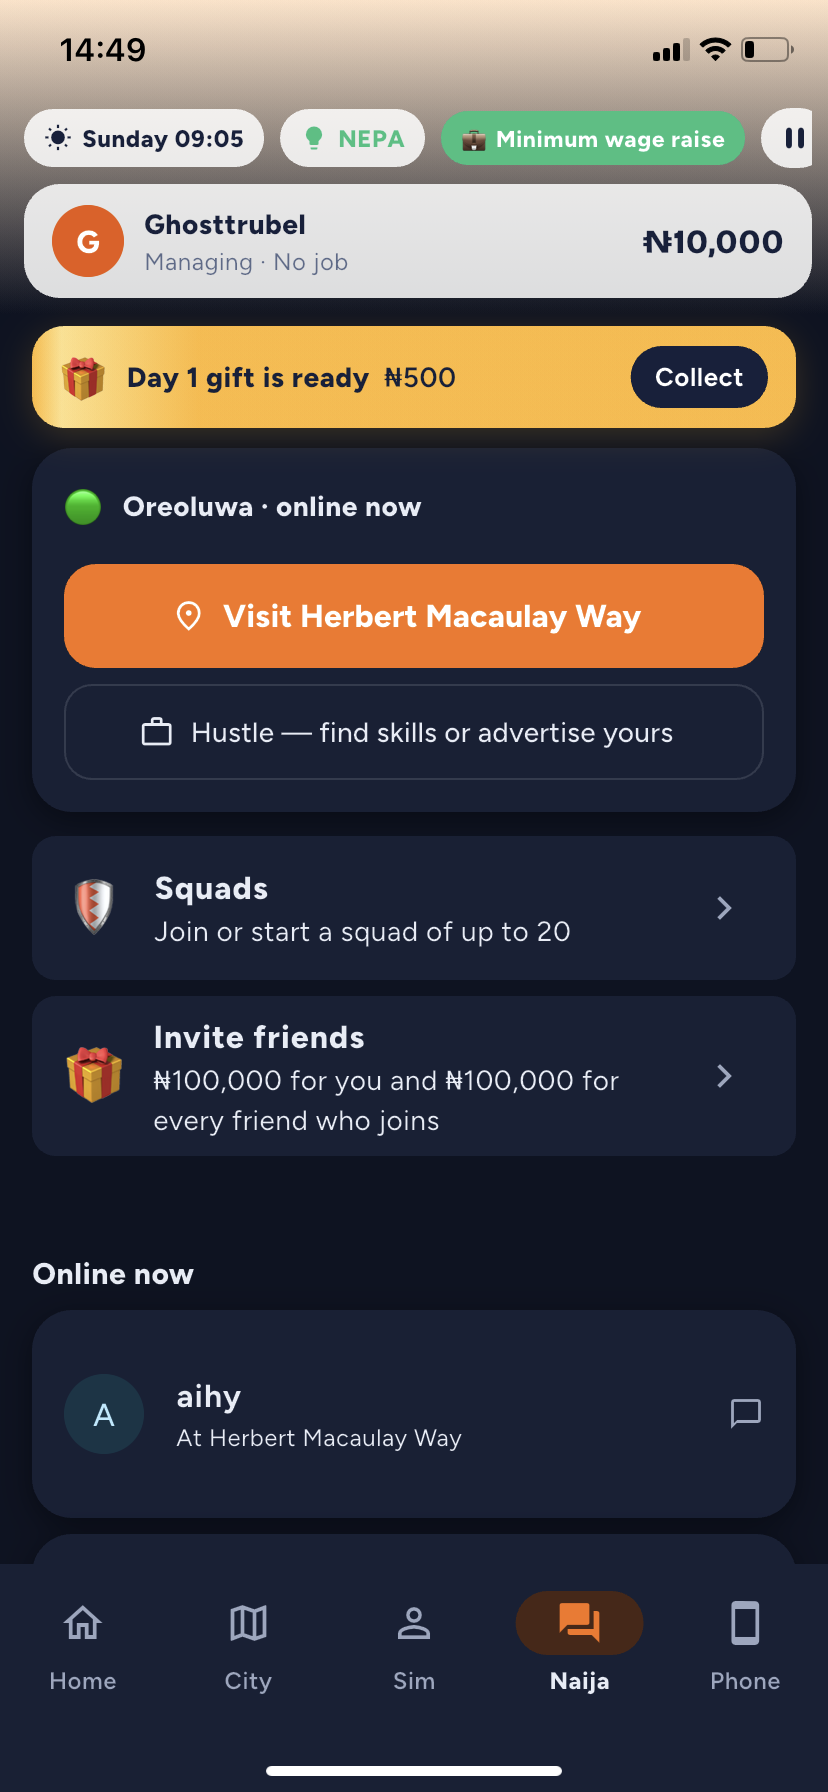 14:49
Sunday 09:05
NEPA
Minimum wage raise
G
Ghosttrubel
₦10,000
Managing · No job
Day 1 gift is ready ₦500
Collect
Oreoluwa · online now
Visit Herbert Macaulay Way
Hustle — find skills or advertise yours
Squads
Join or start a squad of up to 20
Invite friends
₦100,000 for you and ₦100,000 for
every friend who joins
Online now
A
aihy
At Herbert Macaulay Way
Home
City
Sim
Naija
Phone